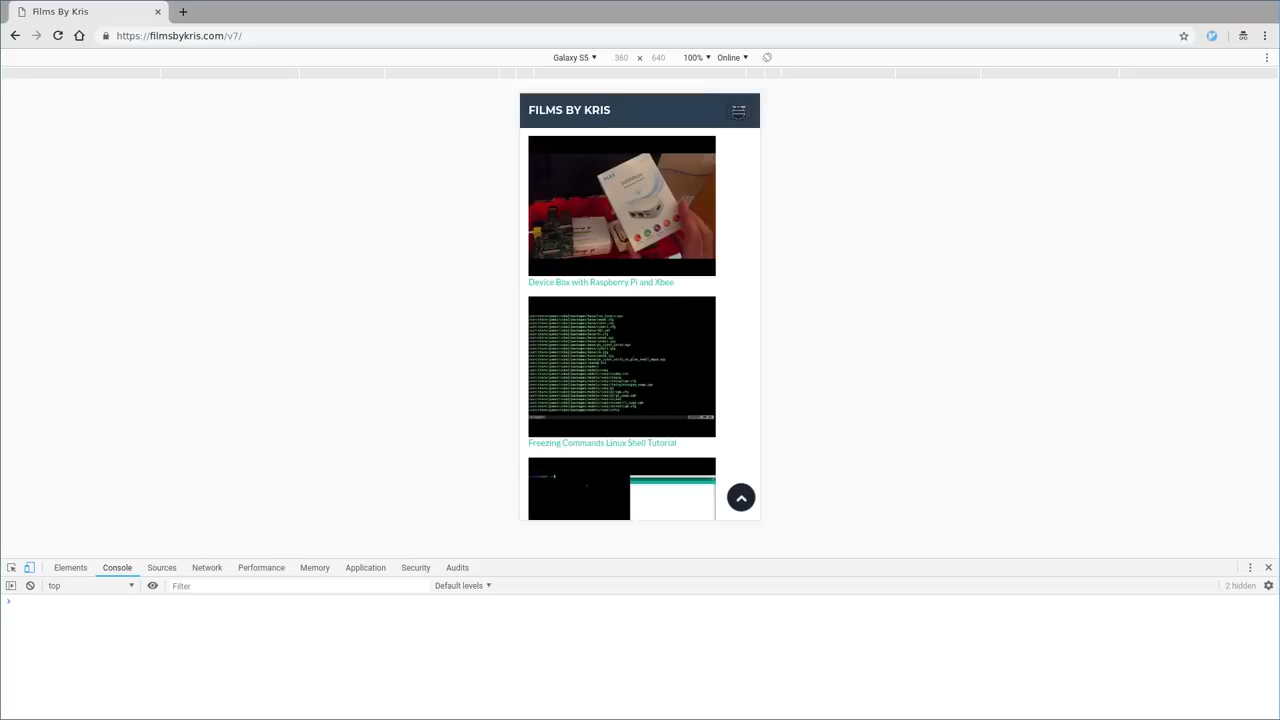 Films By Kris
https://filmsbykris.com/v7/
Galaxy S5 360 × 640 100% Online
FILMS BY KRIS
Device Box with Raspberry Pi and Xbee
Freezing Commands Linux Shell Tutorial
Elements Console Sources Network Performance Memory Application Security Audits
top Filter Default levels 2 hidden